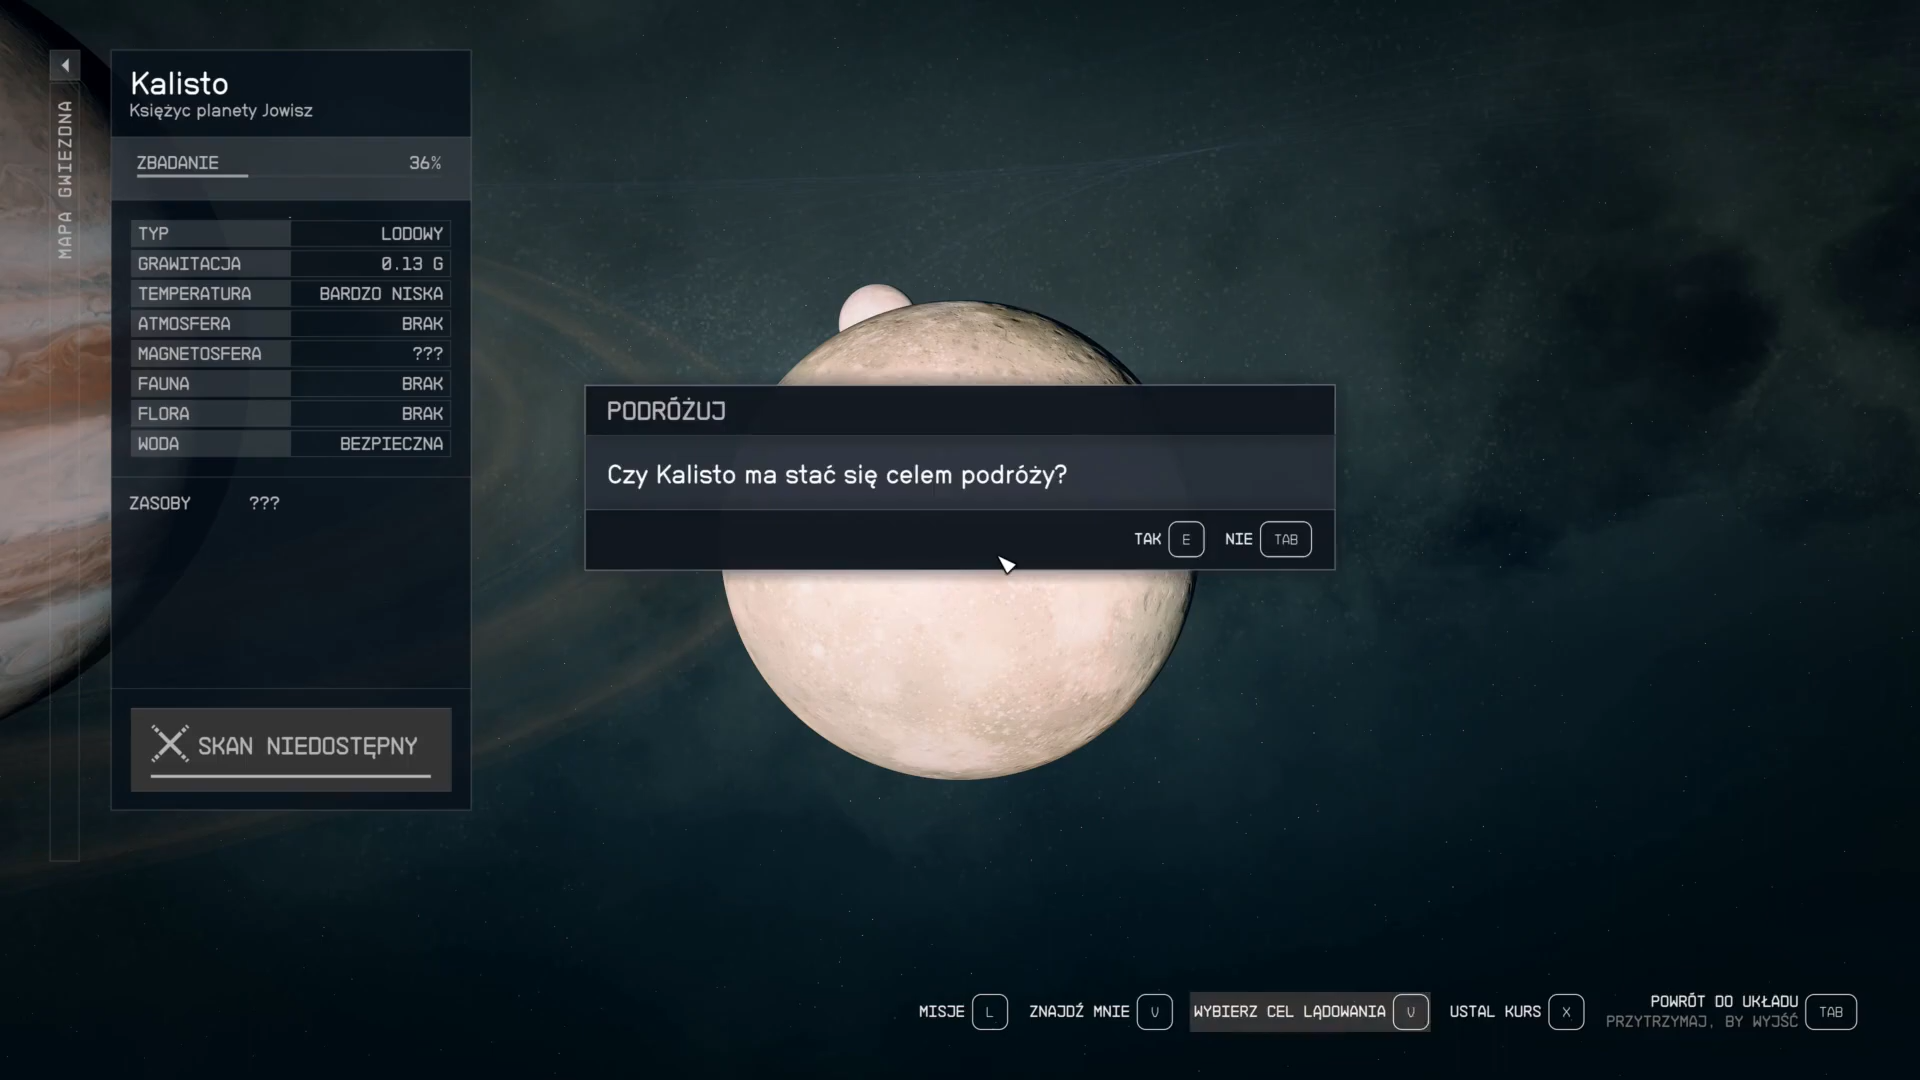 Kalisto
Księżyc planety Jowisz
MAPA GWIEZDNA
ZBADANIE 36%
TYP LODOWY
GRAWITACJA 0.13 G
TEMPERATURA BARDZO NISKA
ATMOSFERA BRAK
MAGNETOSFERA ???
FAUNA BRAK
FLORA BRAK
WODA BEZPIECZNA
ZASOBY ???
SKAN NIEDOSTĘPNY
PODRÓŻUJ
Czy Kalisto ma stać się celem podróży?
TAK E NIE TAB
MISJE L ZNAJDŹ MNIE V WYBIERZ CEL LĄDOWANIA V USTAL KURS X POWRÓT DO UKŁADU TAB
PRZYTRZYMAJ, BY WYJŚĆ